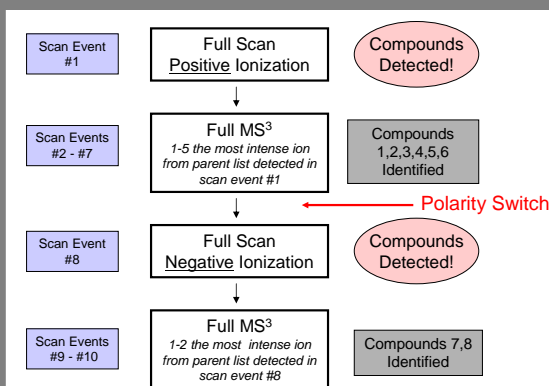 Scan Event
#1
Full Scan
Positive Ionization
Compounds
Detected!
Scan Events
#2 - #7
Full MS³
1-5 the most intense ion
from parent list detected in
scan event #1
Compounds
1,2,3,4,5,6
Identified
Polarity Switch
Scan Event
#8
Full Scan
Negative Ionization
Compounds
Detected!
Scan Events
#9 - #10
Full MS³
1-2 the most intense ion
from parent list detected in
scan event #8
Compounds 7,8
Identified